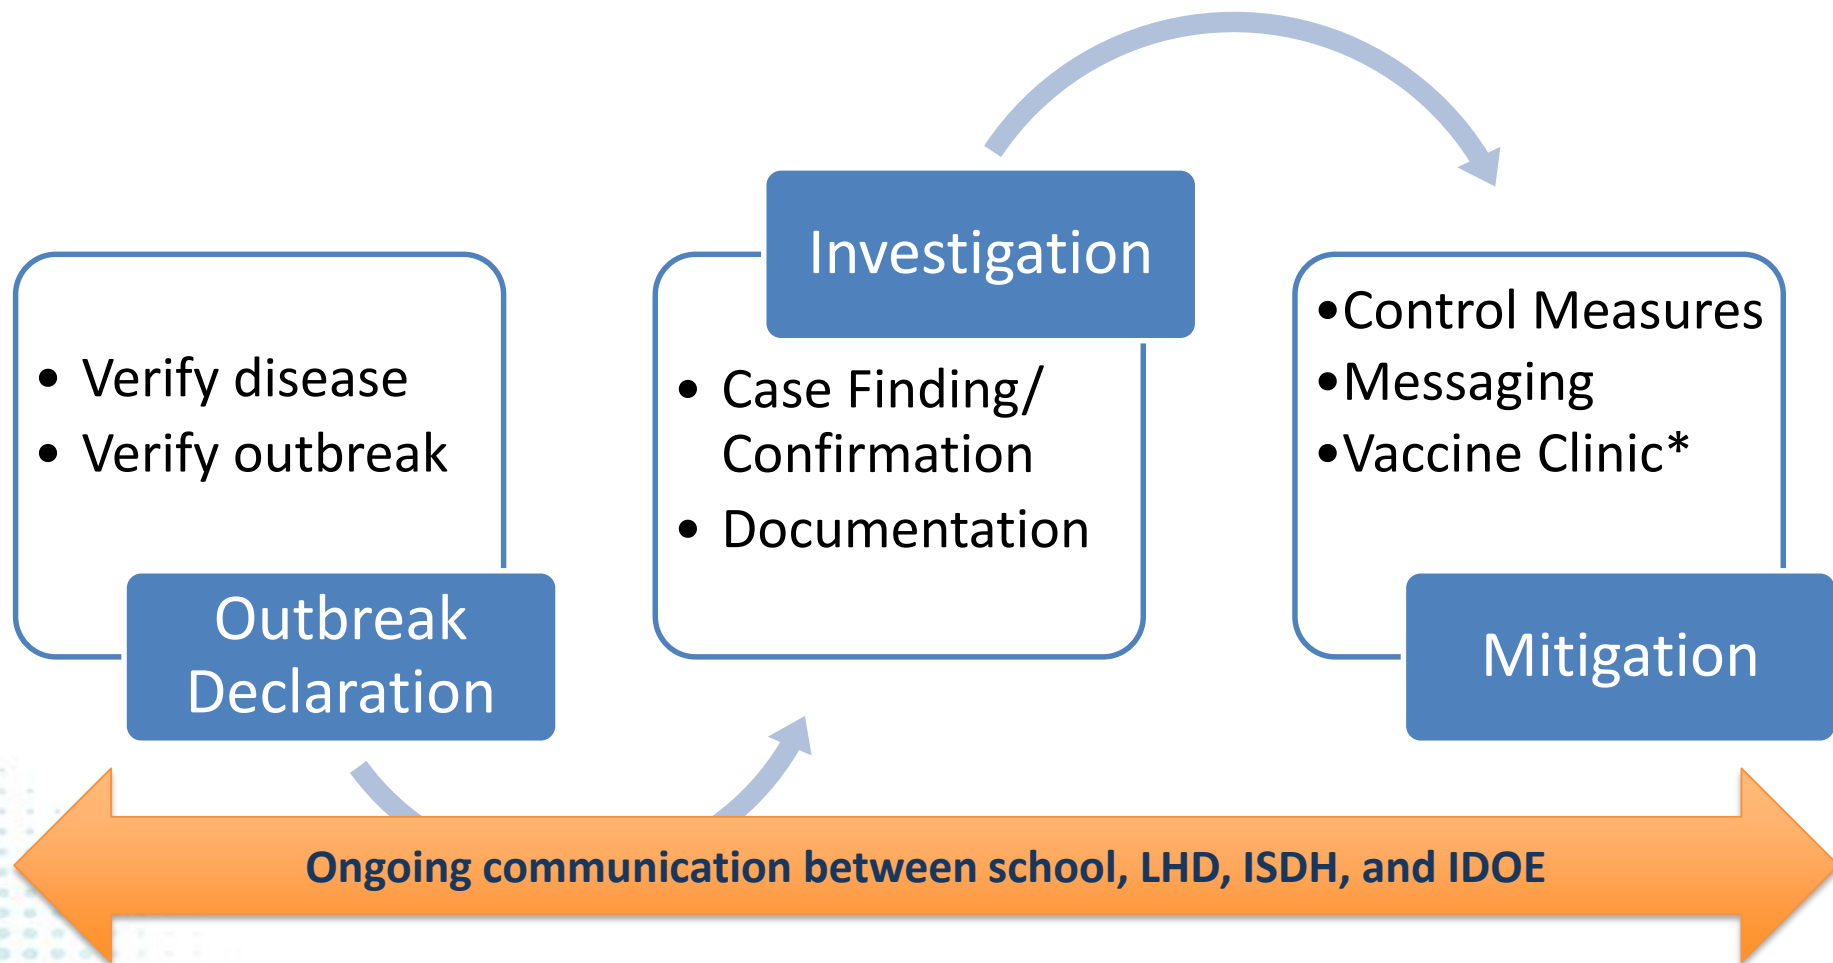 • Verify disease
• Verify outbreak
Outbreak
Declaration
Investigation
• Case Finding/
Confirmation
• Documentation
•Control Measures
•Messaging
•Vaccine Clinic*
Mitigation
Ongoing communication between school, LHD, ISDH, and IDOE